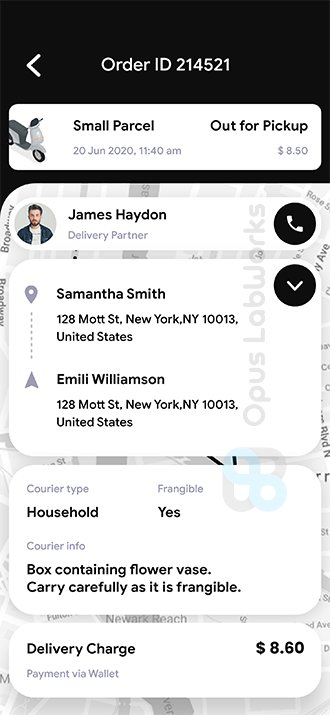 Order ID 214521
Small Parcel Out for Pickup
20 Jun 2020, 11:40 am $ 8.50
James Haydon
Delivery Partner
Samantha Smith
128 Mott St, New York,NY 10013,
United States
Emili Williamson
128 Mott St, New York,NY 10013,
United States
Opus LabWorks
Courier type Frangible
Household Yes
Courier info
Box containing flower vase.
Carry carefully as it is frangible.
Newark Reach
Delivery Charge $ 8.60
Payment via Wallet
Broadway